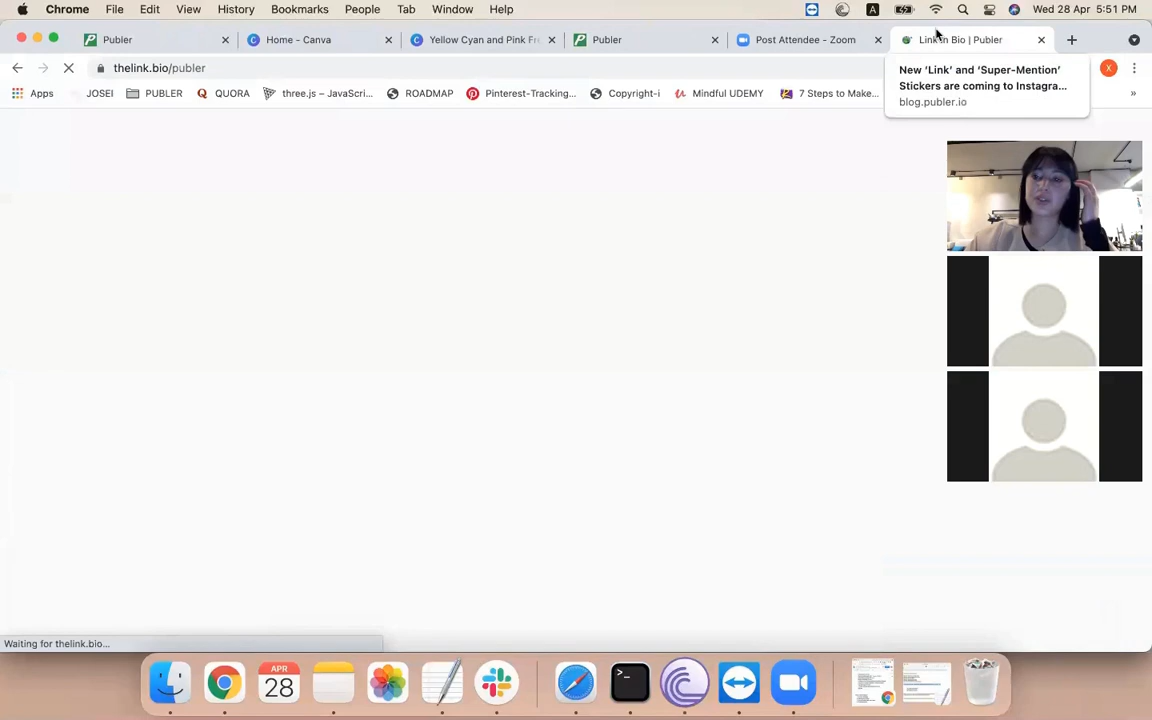 Chrome File Edit View History Bookmarks People Tab Window Help A Wed 28 Apr 5:51 PM
Publer Home - Canva Yellow Cyan and Pink Fre Publer Post Attendee - Zoom Link in Bio | Publer
thelink.bio/publer X
Apps JOSEI PUBLER QUORA three.js – JavaScri... ROADMAP Pinterest-Tracking... Copyright-i Mindful UDEMY 7 Steps to Make... »
New ‘Link’ and ‘Super-Mention’
Stickers are coming to Instagra...
blog.publer.io
Waiting for thelink.bio...
APR
28